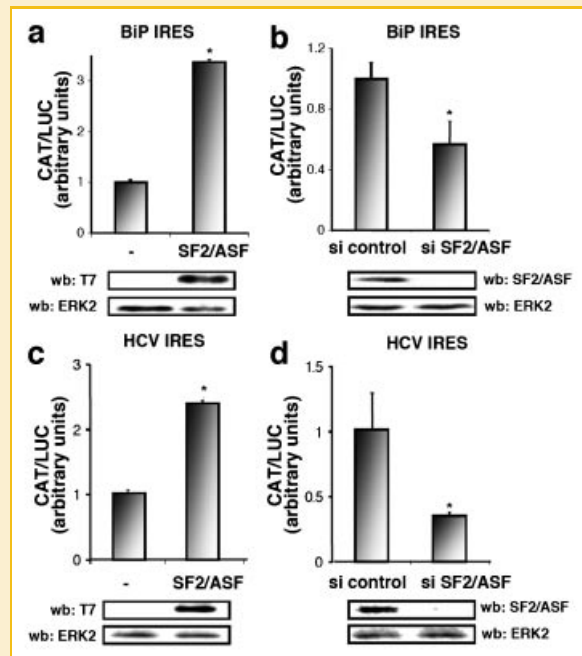 a
BiP IRES
CAT/LUC
(arbitrary units)
3
2
1
0
*
- SF2/ASF
wb: T7
wb: ERK2
b
BiP IRES
CAT/LUC
(arbitrary units)
1.2
0.8
0.4
0
*
si control si SF2/ASF
wb: SF2/ASF
wb: ERK2
c
HCV IRES
CAT/LUC
(arbitrary units)
3
2
1
0
*
- SF2/ASF
wb: T7
wb: ERK2
d
HCV IRES
CAT/LUC
(arbitrary units)
1.5
1
0.5
0
*
si control si SF2/ASF
wb: SF2/ASF
wb: ERK2